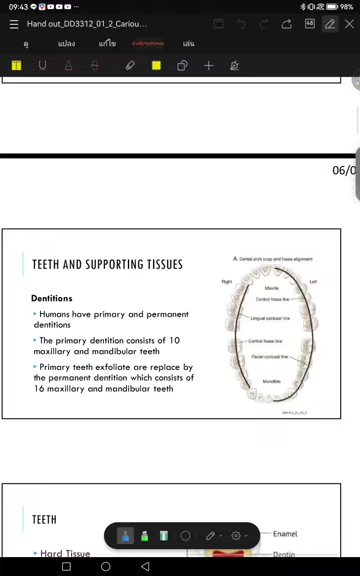 09:43
98%
Hand out_DD3312_01_2_Cariou...
48
ดู
แปลง
แก้ไข
เล่น
T U A S
06/0
TEETH AND SUPPORTING TISSUES
Dentitions
Humans have primary and permanent
dentitions
The primary dentition consists of 10
maxillary and mandibular teeth
Primary teeth exfoliate are replace by
the permanent dentition which consists of
16 maxillary and mandibular teeth
A. Dental arch cusp and fossa alignment
Right
Left
Maxilla
Central fossa line
Lingual occlusal line
Central fossa line
Facial occlusal line
Mandible
TEETH
Hard Tissue
Enamel
Dentin